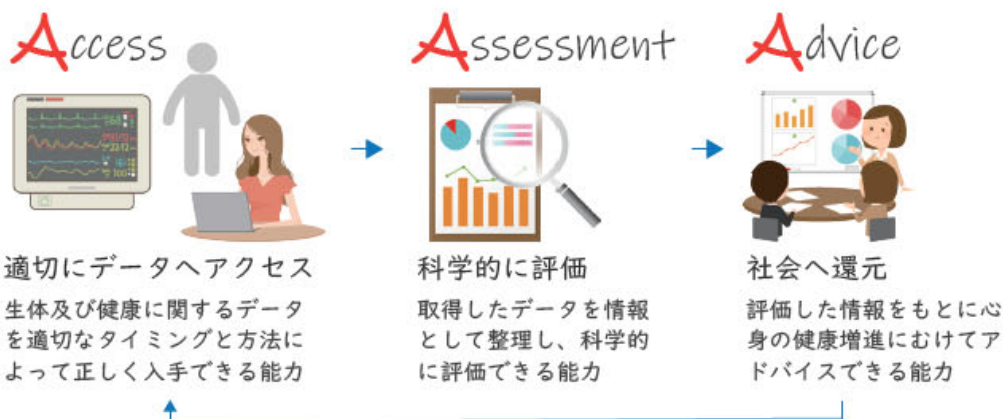 Access
適切にデータへアクセス
生体及び健康に関するデータ
を適切なタイミングと方法に
よって正しく入手できる能力
Assessment
科学的に評価
取得したデータを情報
として整理し、科学的
に評価できる能力
Advice
社会へ還元
評価した情報をもとに心
身の健康増進にむけてア
ドバイスできる能力